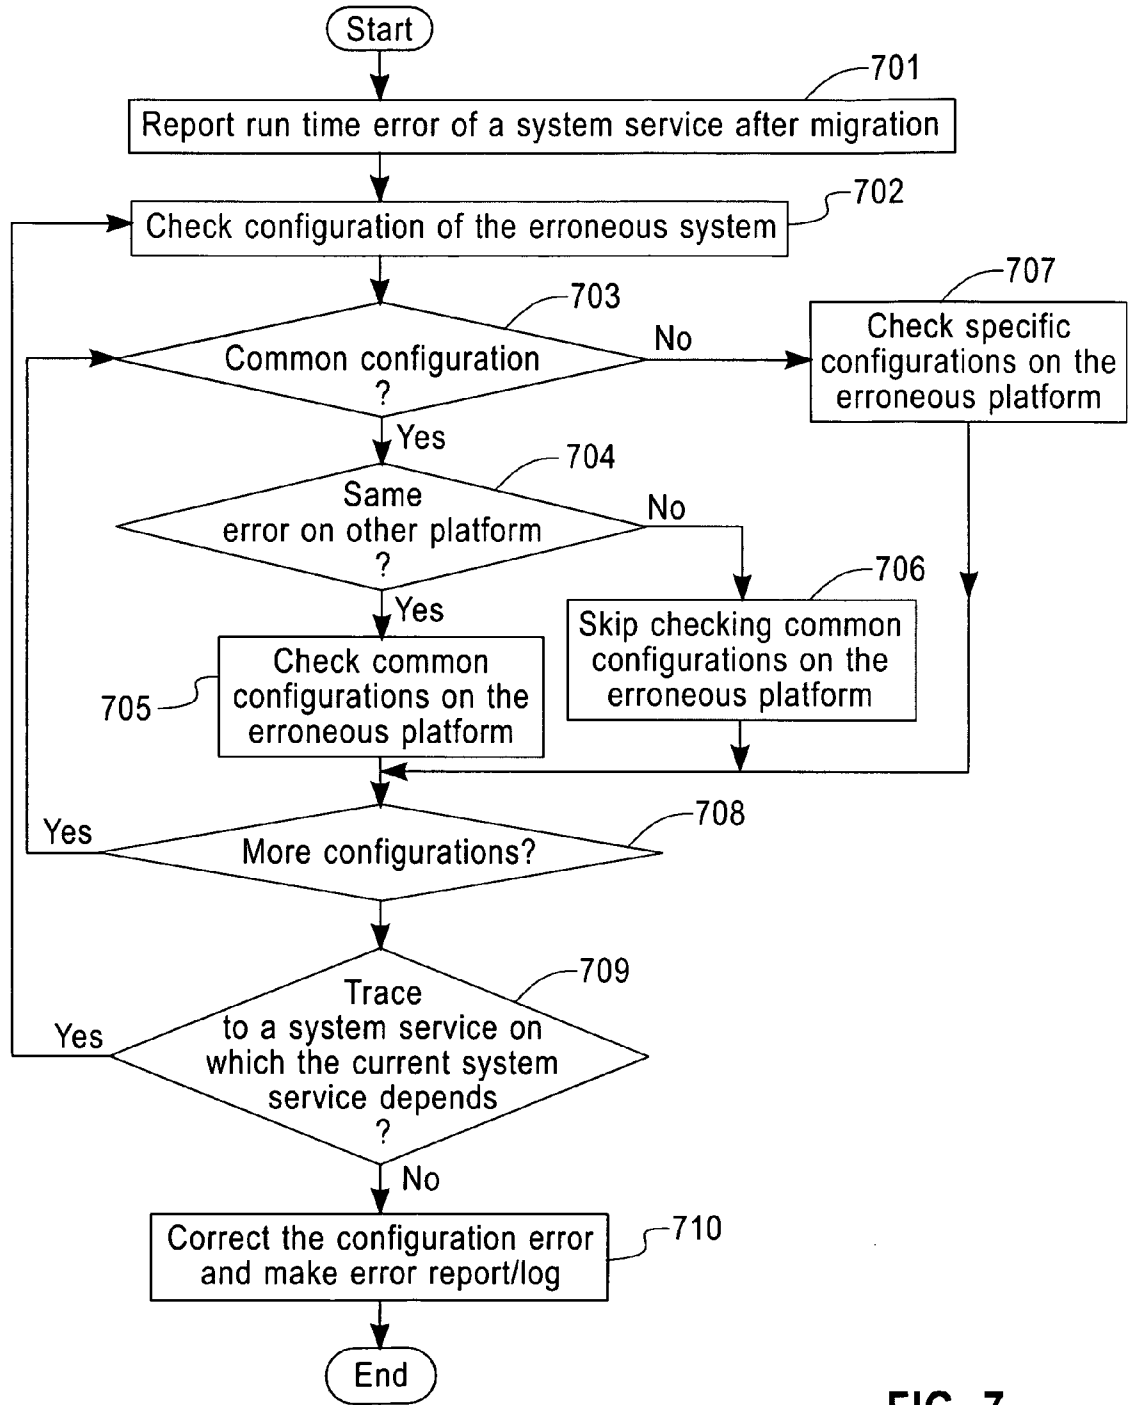 Start
701
Report run time error of a system service after migration
702
Check configuration of the erroneous system
703
Common configuration
?
No
707
Check specific
configurations on the
erroneous platform
Yes
704
Same
error on other platform
?
No
Yes
706
Skip checking common
configurations on the
erroneous platform
705
Check common
configurations on the
erroneous platform
708
More configurations?
Yes
709
Trace
to a system service on
which the current system
service depends
?
Yes
No
710
Correct the configuration error
and make error report/log
End
FIG. 7